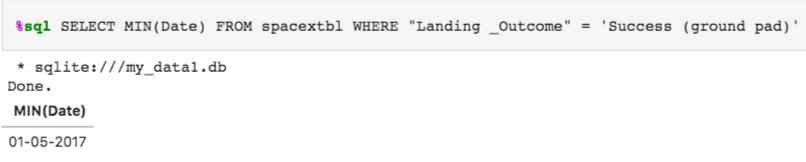 %sql SELECT MIN(Date) FROM spacextbl WHERE "Landing _Outcome" = 'Success (ground pad)'
* sqlite:///my_data1.db
Done.
MIN(Date)
01-05-2017